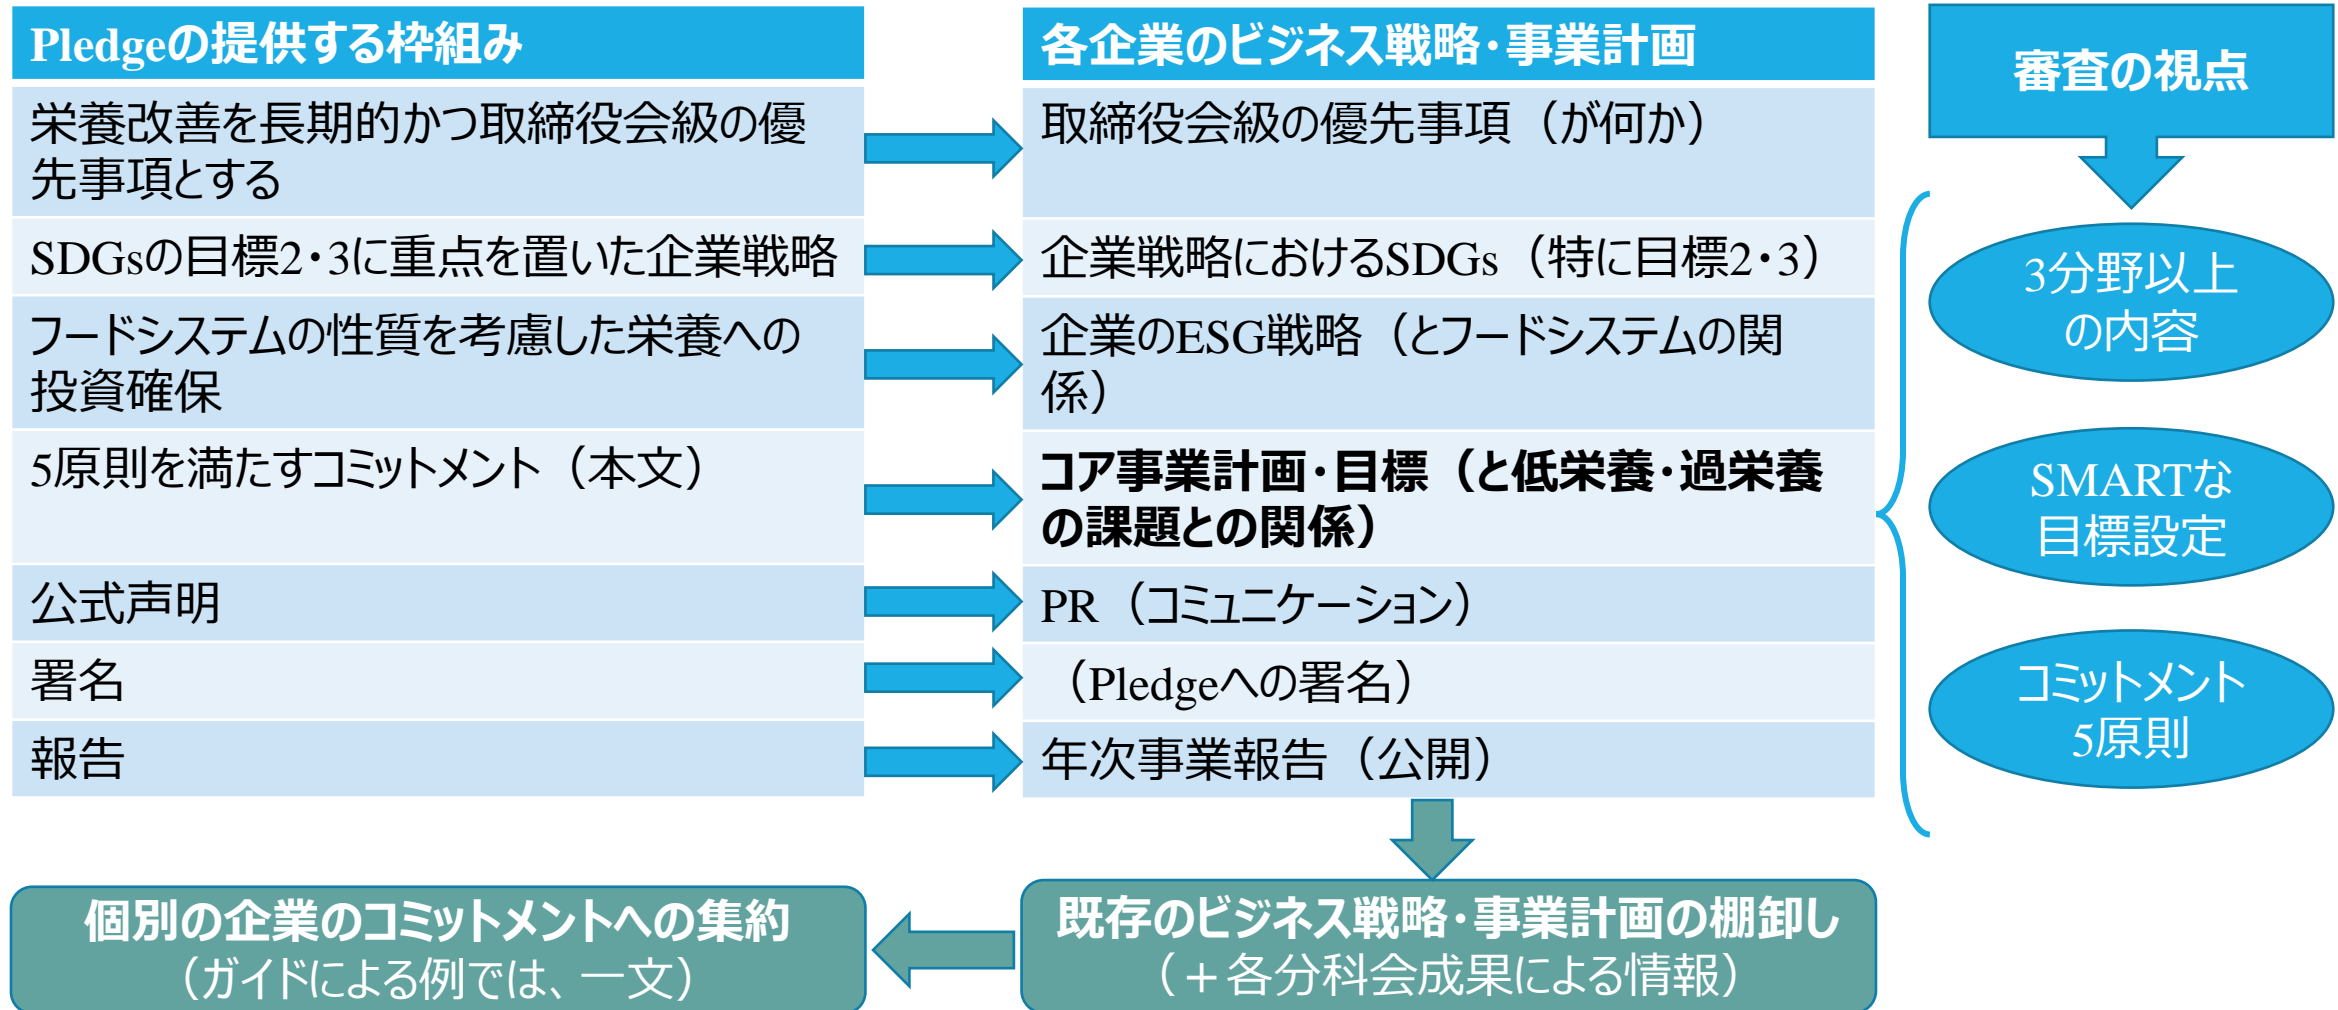 Pledgeの提供する枠組み
栄養改善を長期的かつ取締役会級の優
先事項とする
SDGsの目標2・3に重点を置いた企業戦略
フードシステムの性質を考慮した栄養への
投資確保
5原則を満たすコミットメント（本文）
公式声明
署名
報告
各企業のビジネス戦略・事業計画
取締役会級の優先事項（が何か）
企業戦略におけるSDGs（特に目標2・3）
企業のESG戦略（とフードシステムの関
係）
コア事業計画・目標（と低栄養・過栄養
の課題との関係）
PR（コミュニケーション）
（Pledgeへの署名）
年次事業報告（公開）
審査の視点
3分野以上
の内容
SMARTな
目標設定
コミットメント
5原則
既存のビジネス戦略・事業計画の棚卸し
（＋各分科会成果による情報）
個別の企業のコミットメントへの集約
（ガイドによる例では、一文）